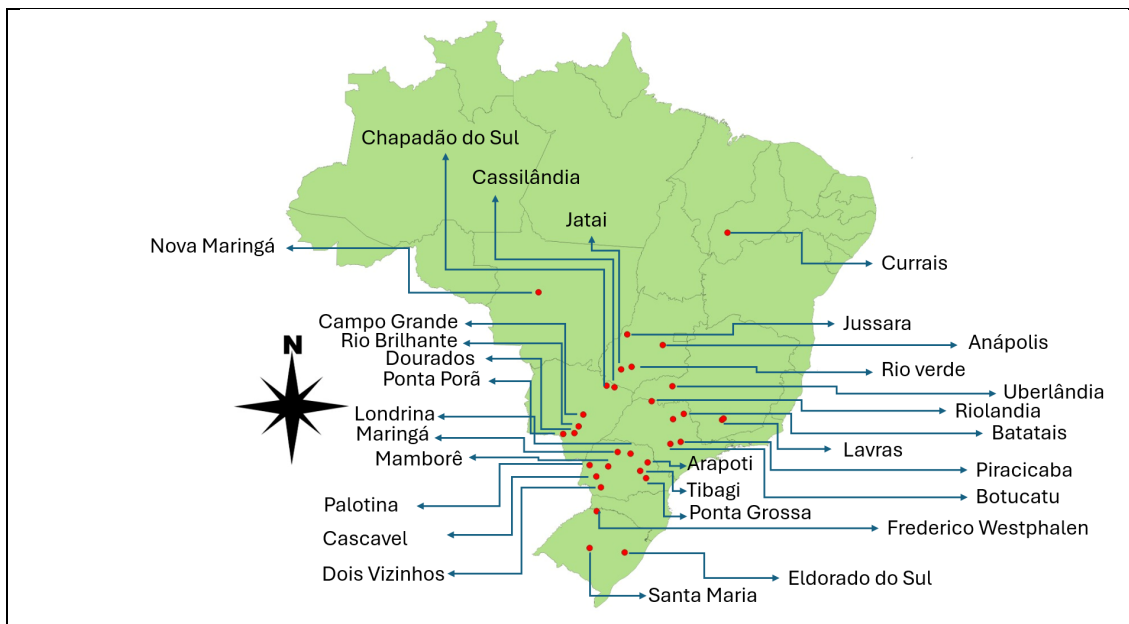 Chapadão do Sul
Cassilândia
Jatai
Nova Maringá
Currais
Campo Grande
Jussara
Rio Brilhante
N
Anápolis
Dourados
Rio verde
Ponta Porã
Uberlândia
Londrina
Riolandia
Maringá
Batatais
Mamborê
Lavras
Arapoti
Piracicaba
Tibagi
Botucatu
Palotina
Ponta Grossa
Cascavel
Frederico Westphalen
Dois Vizinhos
Eldorado do Sul
Santa Maria